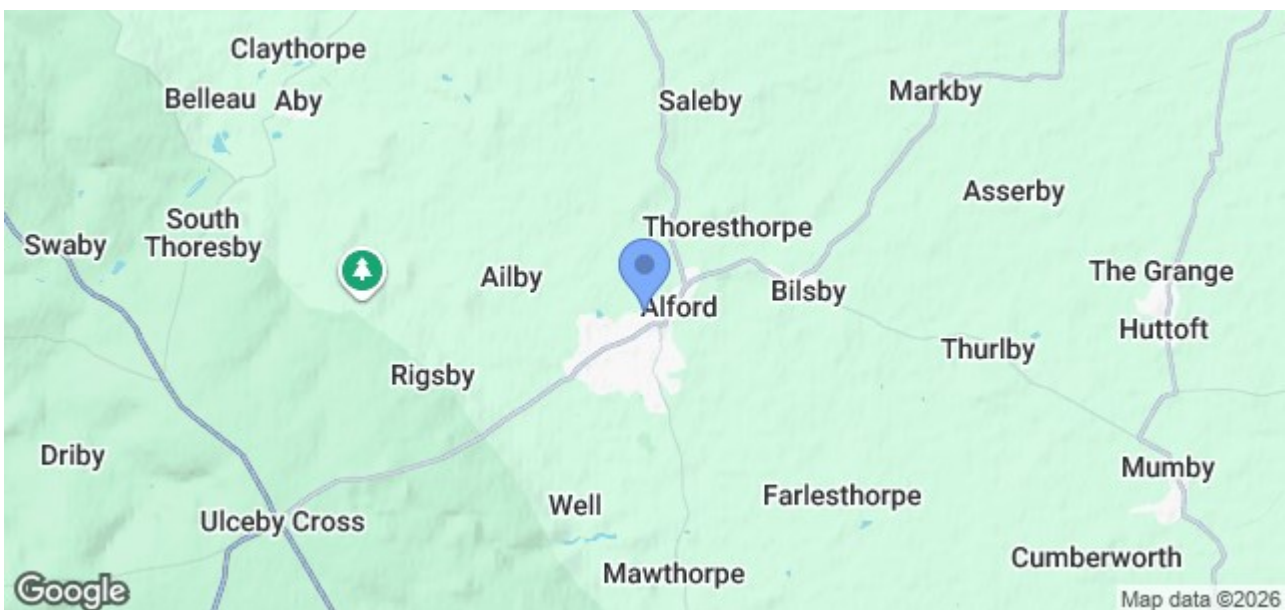 Claythorpe
Belleau
Aby
Saleby
Markby
Asserby
South
Thoresby
Swaby
Thoresthorpe
Ailby
Bilsby
The Grange
Alford
Huttoft
Thurlby
Rigsby
Driby
Mumby
Well
Farlesthorpe
Ulceby Cross
Cumberworth
Mawthorpe
Google
Map data ©2026